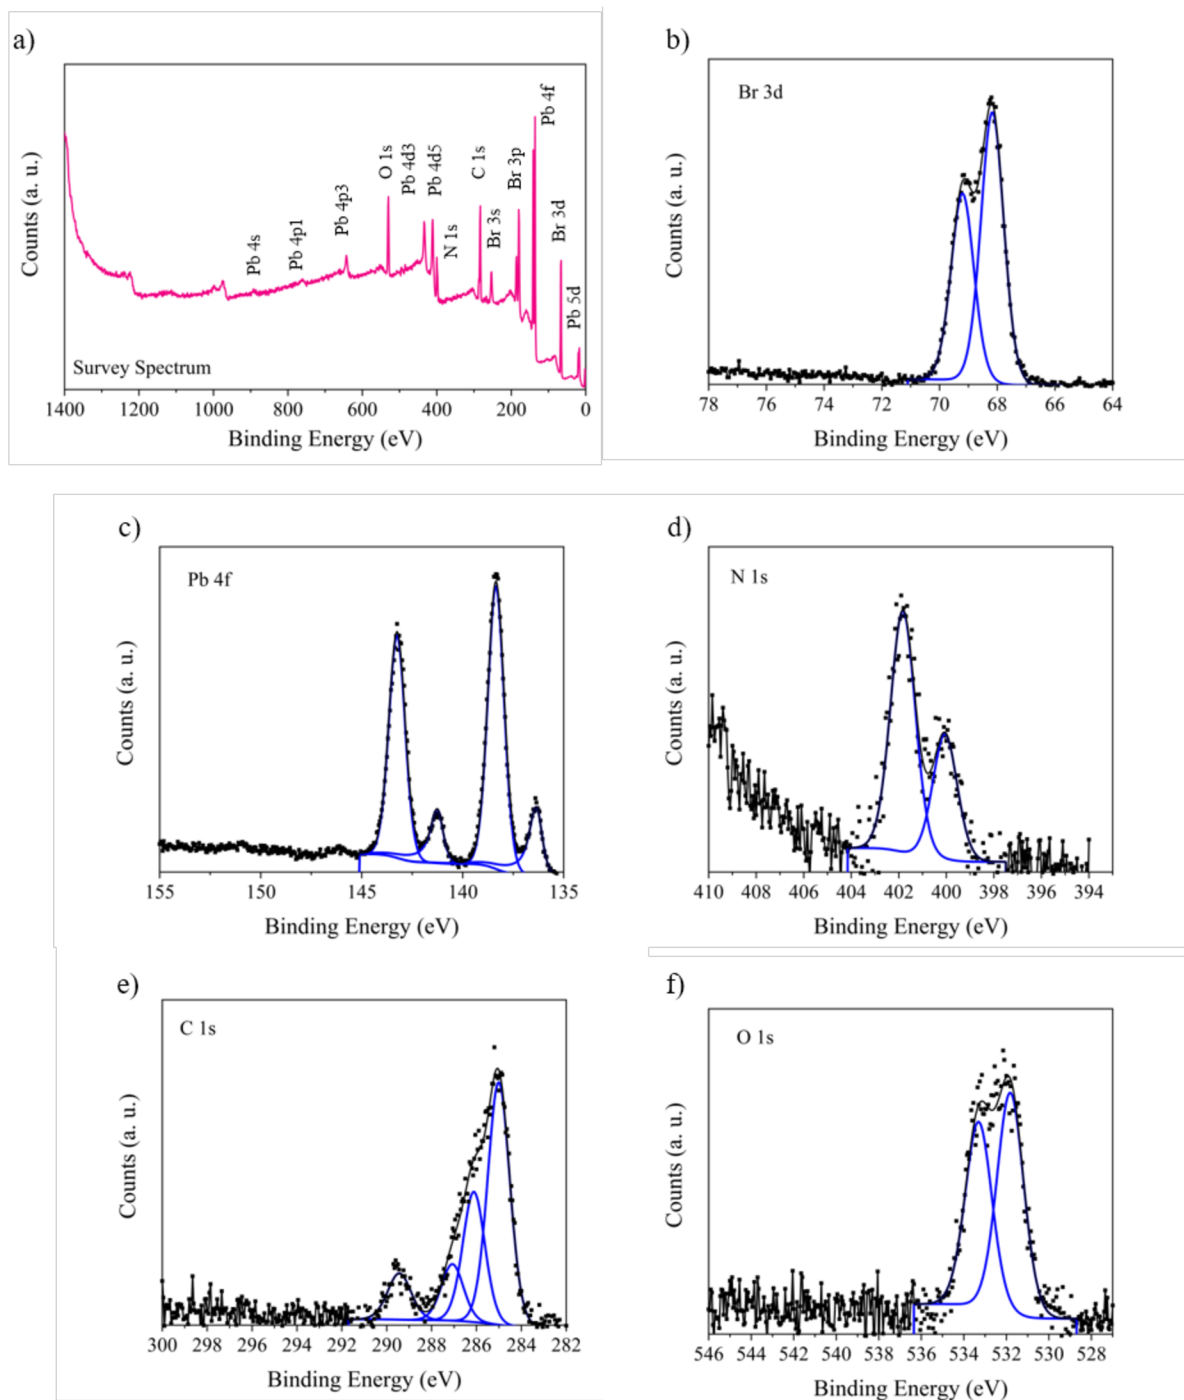 a)
Counts (a. u.)
Pb 4s
Pb 4p1
Pb 4p3
O 1s
Pb 4d3
Pb 4d5
N 1s
C 1s
Br 3s
Br 3p
Pb 4f
Br 3d
Pb 5d
Survey Spectrum
1400 1200 1000 800 600 400 200 0
Binding Energy (eV)
b)
Br 3d
Counts (a. u.)
78 76 74 72 70 68 66 64
Binding Energy (eV)
c)
Pb 4f
Counts (a. u.)
155 150 145 140 135
Binding Energy (eV)
d)
N 1s
Counts (a. u.)
410 408 406 404 402 400 398 396 394
Binding Energy (eV)
e)
C 1s
Counts (a. u.)
300 298 296 294 292 290 288 286 284 282
Binding Energy (eV)
f)
O 1s
Counts (a. u.)
546 544 542 540 538 536 534 532 530 528
Binding Energy (eV)